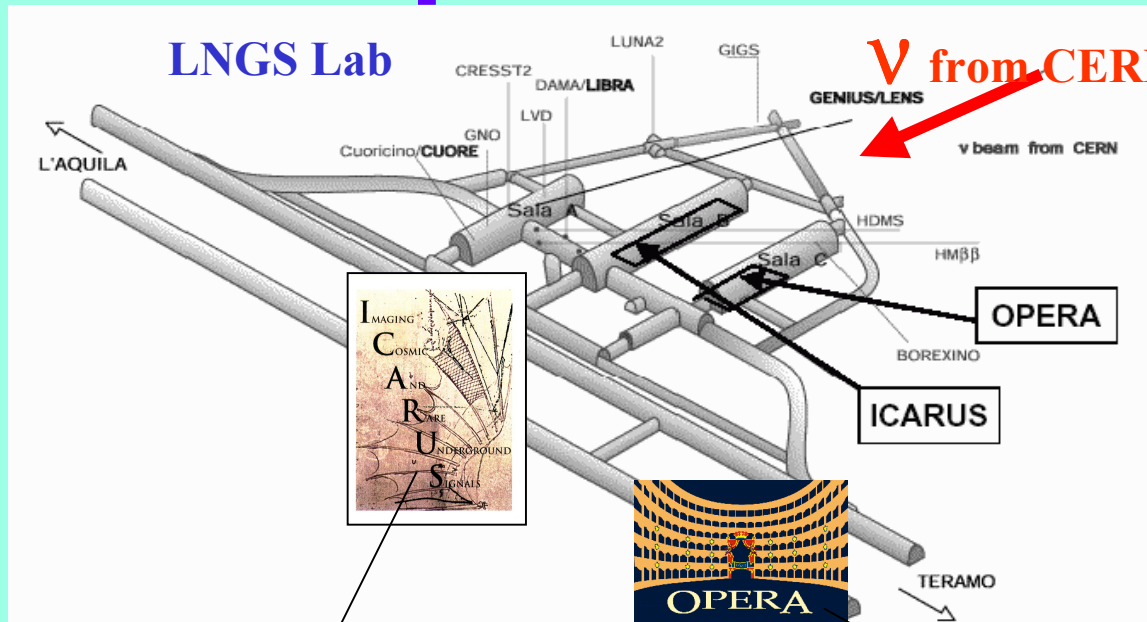 LNGS Lab
ν from CER
LUNA2
GIGS
CRESST2
DAMA/LIBRA
GENIUS/LENS
LVD
GNO
ν beam from CERN
Cuoricino/CUORE
L'AQUILA
Sala A
Sala B
HDMS
HMββ
Sala C
OPERA
BOREXINO
ICARUS
IMAGING
COSMIC
AND
RARE
UNDERGROUND
SIGNALS
TERAMO
OPERA